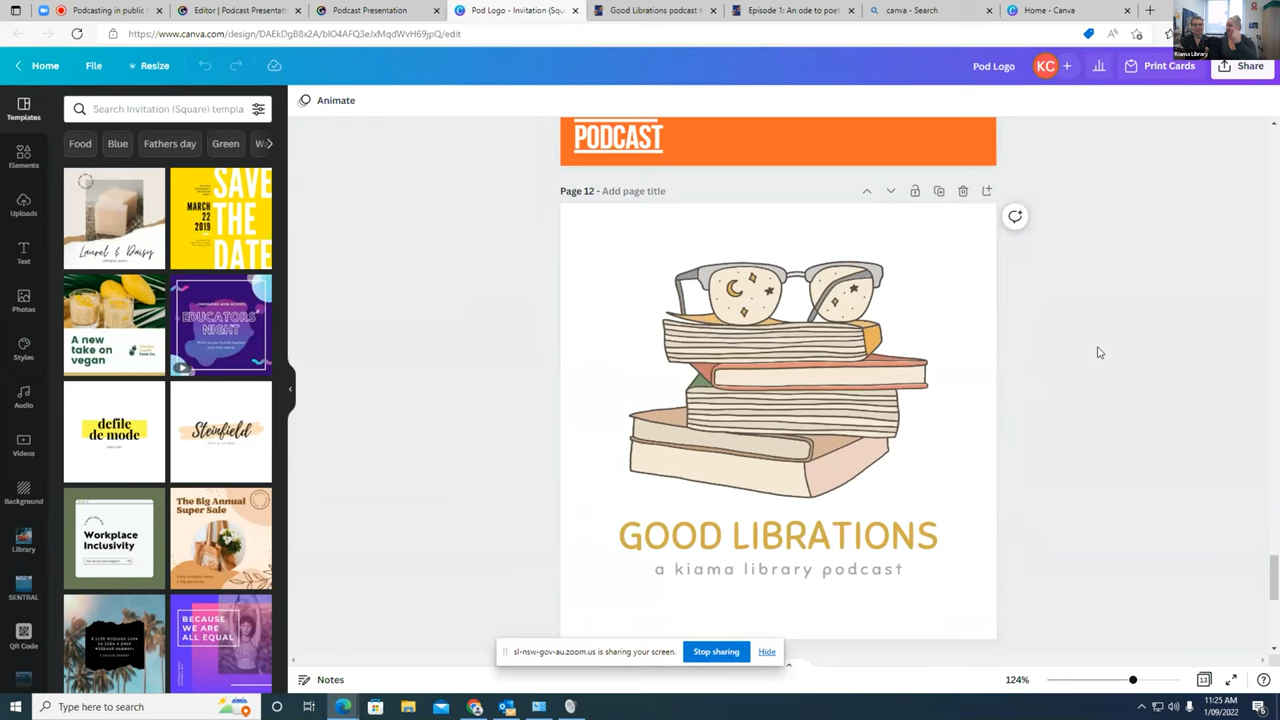 Podcasting in public l
Editor | Podcast Presentation
Podcast Presentation
Pod Logo - Invitation (Squar
Good Librations podcast
Episode 1: An ode to poet
canva - Search
Home - Canva
https://www.canva.com/design/DAEkDgB8x2A/bIO4AFQ3eJxMqdWvH69jpQ/edit
Kiama Library
Home
File
Resize
Pod Logo
KC
Print Cards
Share
Templates
Elements
Uploads
Text
Photos
Styles
Audio
Videos
Background
Library
SENTRAL
QR Code
Search Invitation (Square) templa
Food
Blue
Fathers day
Green
Laurel & Daisy
MARCH
22
2019
SAVE
THE
DATE
A new
take on
vegan
EDUCATORS'
NIGHT
defile
de mode
Steinfield
Workplace
Inclusivity
The Big Annual
Super Sale
BECAUSE
WE ARE
ALL EQUAL
Animate
PODCAST
Page 12 - Add page title
GOOD LIBRATIONS
a kiama library podcast
sl-nsw-gov-au.zoom.us is sharing your screen.
Stop sharing
Hide
Notes
124%
13
Type here to search
11:25 AM
1/09/2022